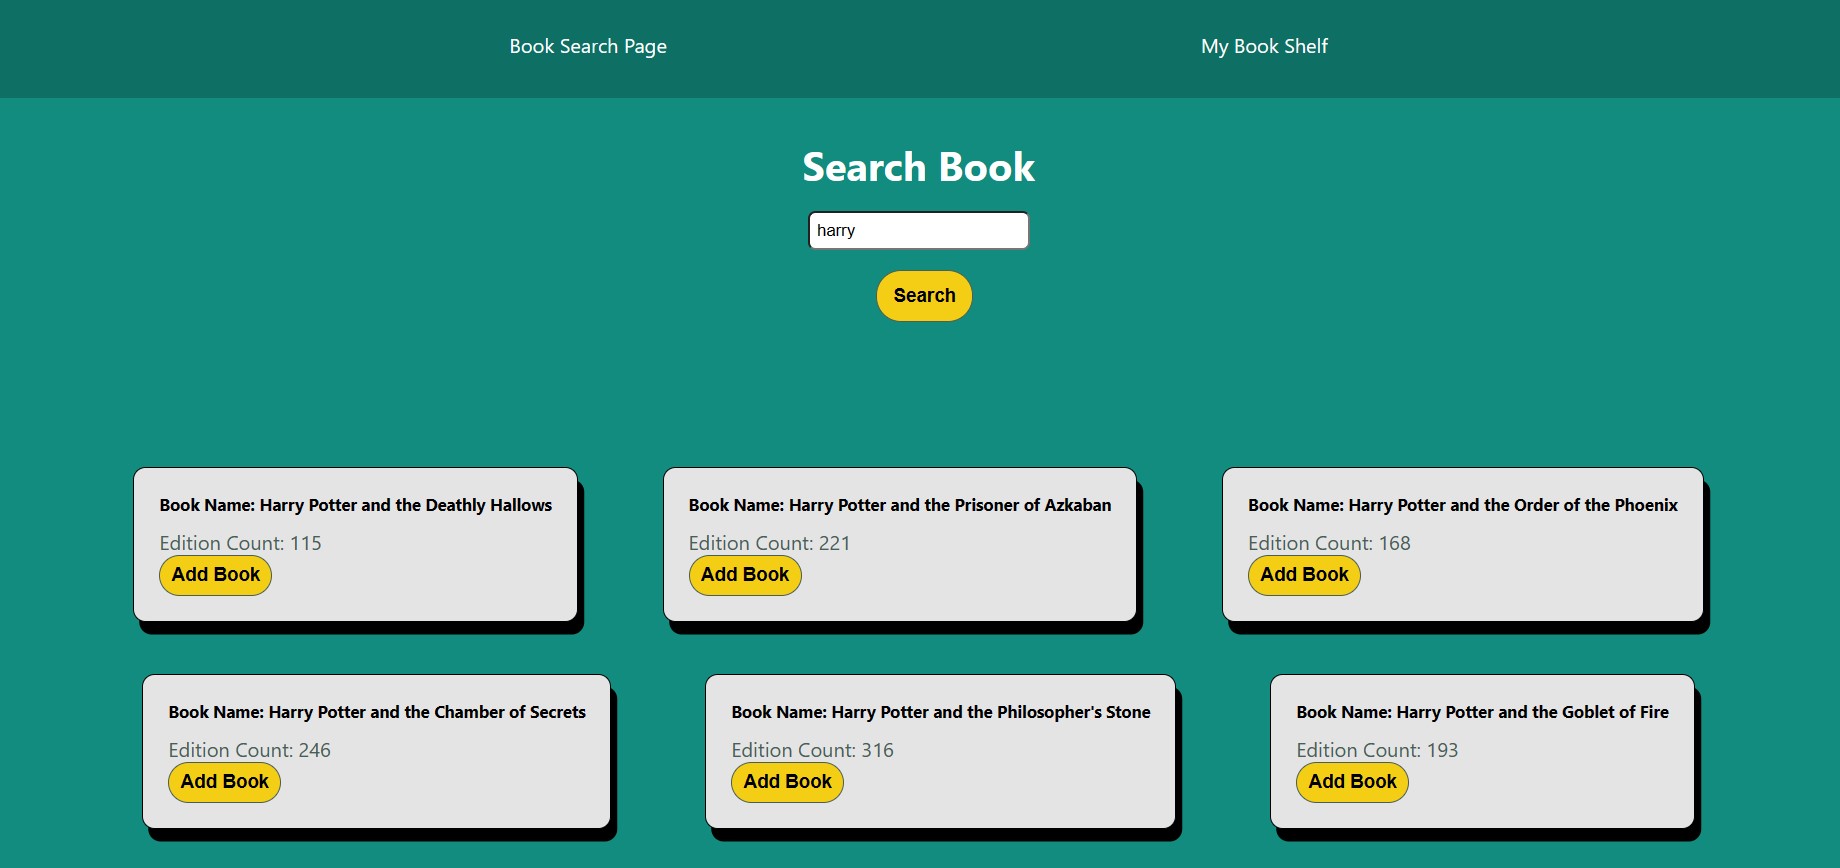 Book Search Page
My Book Shelf
Search Book
harry
Search
Book Name: Harry Potter and the Deathly Hallows
Edition Count: 115
Add Book
Book Name: Harry Potter and the Prisoner of Azkaban
Edition Count: 221
Add Book
Book Name: Harry Potter and the Order of the Phoenix
Edition Count: 168
Add Book
Book Name: Harry Potter and the Chamber of Secrets
Edition Count: 246
Add Book
Book Name: Harry Potter and the Philosopher's Stone
Edition Count: 316
Add Book
Book Name: Harry Potter and the Goblet of Fire
Edition Count: 193
Add Book